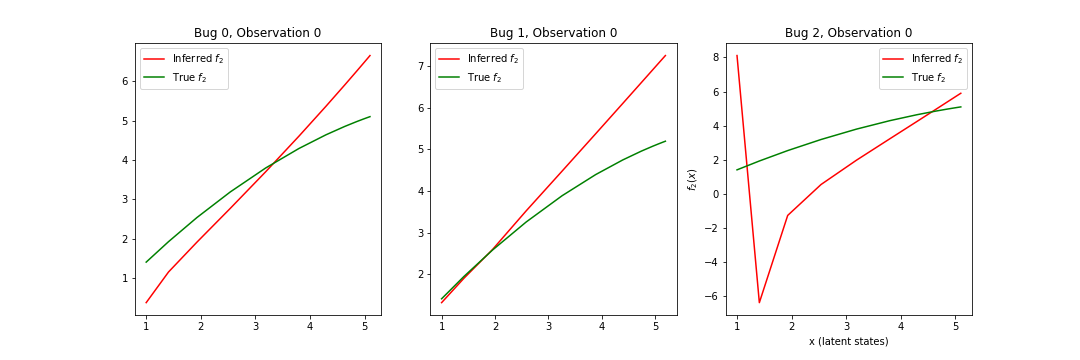 Bug 0, Observation 0
Inferred f₂
True f₂
6
5
4
3
2
1
1 2 3 4 5
Bug 1, Observation 0
Inferred f₂
True f₂
7
6
5
4
3
2
1 2 3 4 5
Bug 2, Observation 0
Inferred f₂
True f₂
f₂(x)
8
6
4
2
0
−2
−4
−6
1 2 3 4 5
x (latent states)